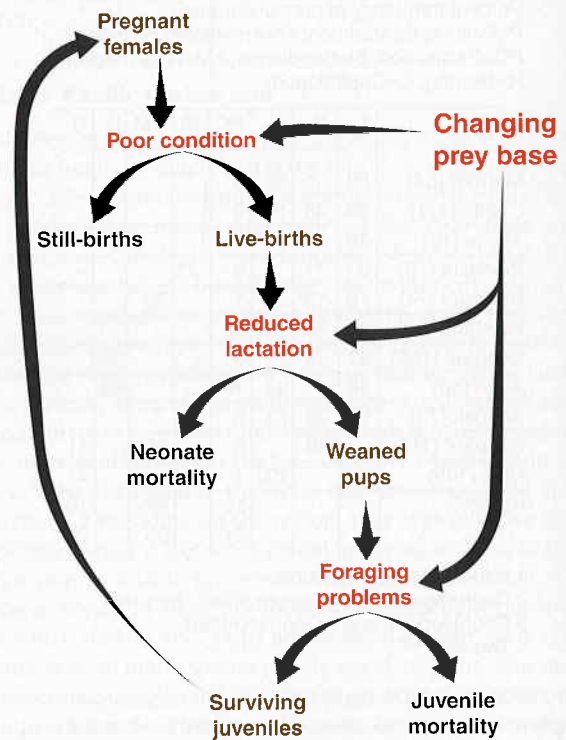 Pregnant
females
Poor condition
Changing
prey base
Still-births
Live-births
Reduced
lactation
Neonate
mortality
Weaned
pups
Foraging
problems
Surviving
juveniles
Juvenile
mortality